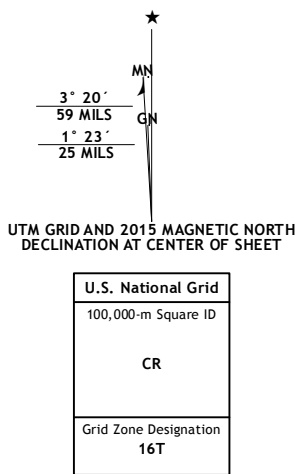 ★
MN
3° 20´
59 MILS
GN
1° 23´
25 MILS
UTM GRID AND 2015 MAGNETIC NORTH
DECLINATION AT CENTER OF SHEET
U.S. National Grid
100,000-m Square ID
CR
Grid Zone Designation
16T